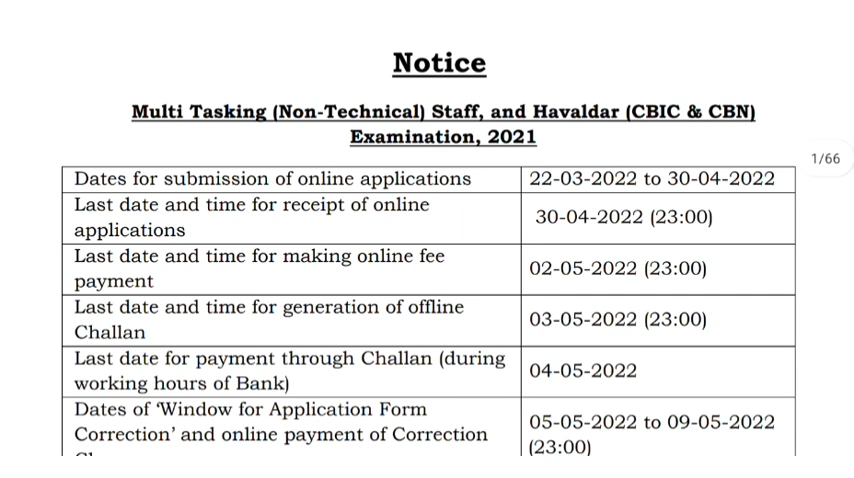 Notice
Multi Tasking (Non-Technical) Staff, and Havaldar (CBIC & CBN)
Examination, 2021
1/66
Dates for submission of online applications
22-03-2022 to 30-04-2022
Last date and time for receipt of online
applications
30-04-2022 (23:00)
Last date and time for making online fee
payment
02-05-2022 (23:00)
Last date and time for generation of offline
Challan
03-05-2022 (23:00)
Last date for payment through Challan (during
working hours of Bank)
04-05-2022
Dates of ‘Window for Application Form
Correction’ and online payment of Correction
05-05-2022 to 09-05-2022
(23:00)